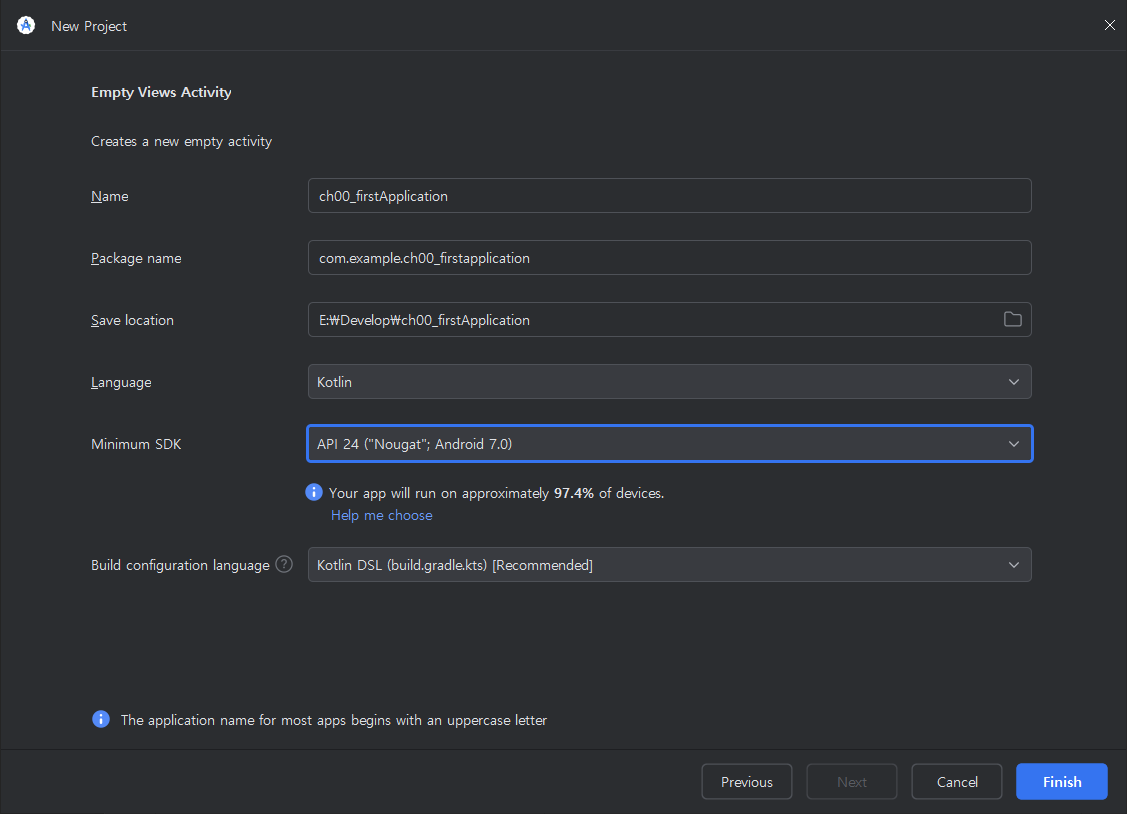 New Project
Empty Views Activity
Creates a new empty activity
Name
ch00_firstApplication
Package name
com.example.ch00_firstapplication
Save location
E:₩Develop₩ch00_firstApplication
Language
Kotlin
Minimum SDK
API 24 ("Nougat"; Android 7.0)
Your app will run on approximately 97.4% of devices.
Help me choose
Build configuration language
Kotlin DSL (build.gradle.kts) [Recommended]
The application name for most apps begins with an uppercase letter
Previous
Next
Cancel
Finish